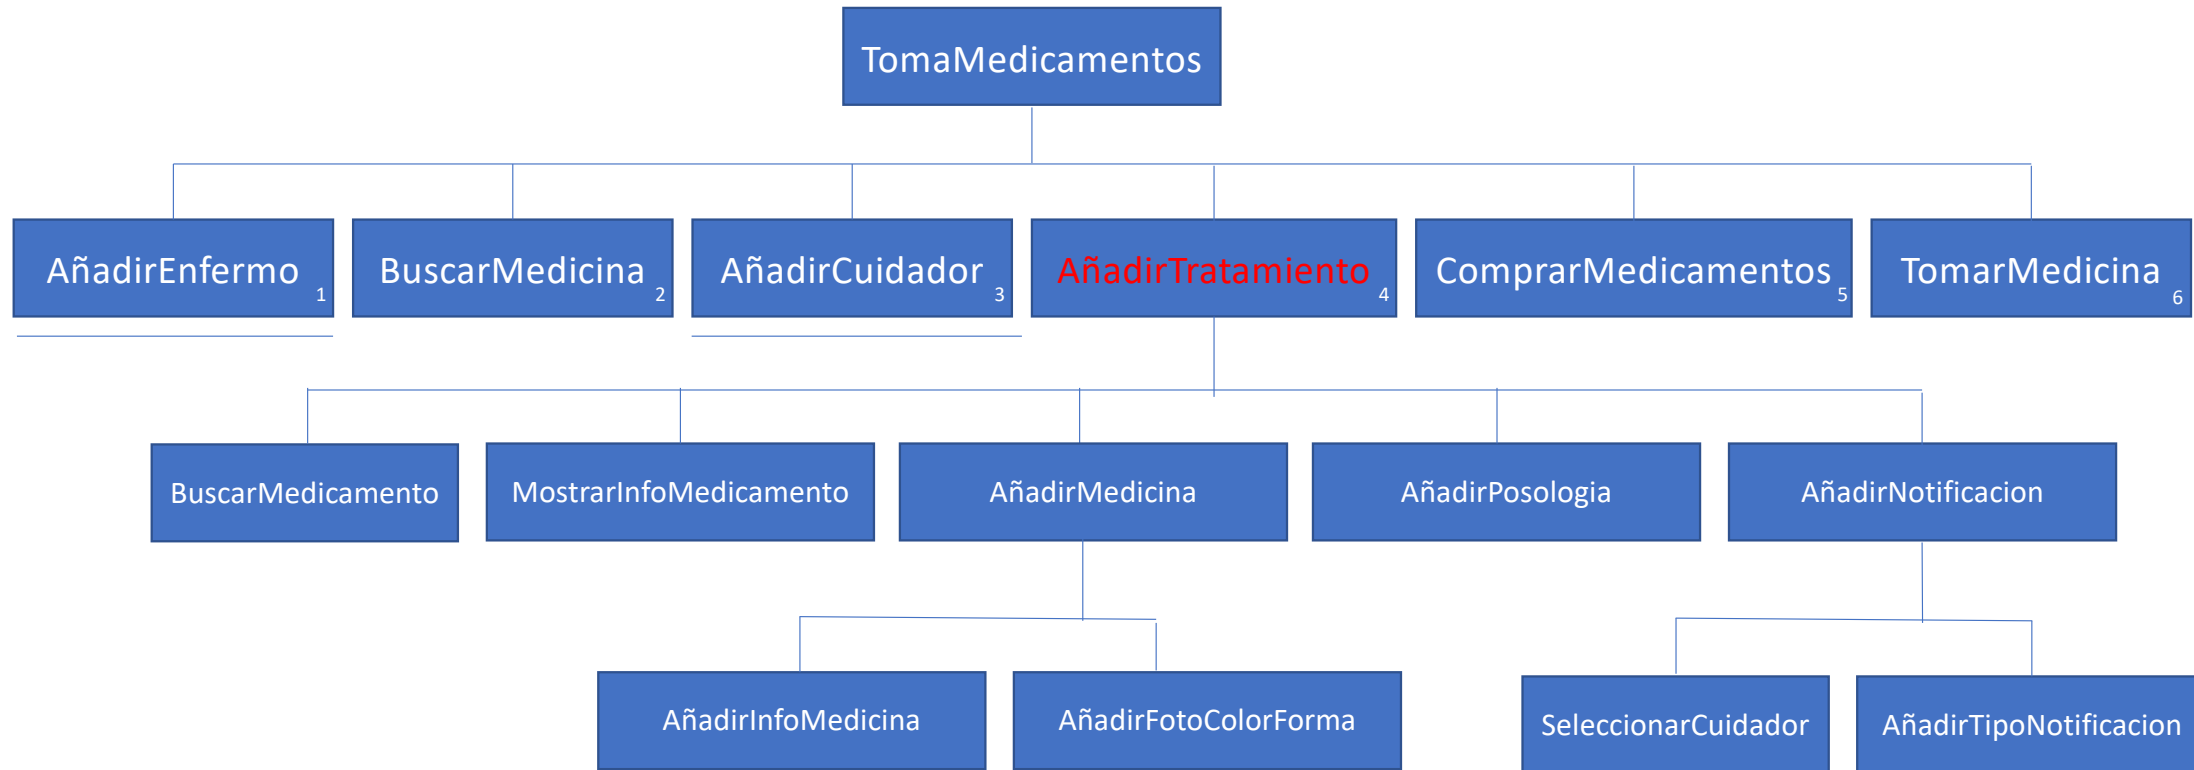 TomaMedicamentos
AñadirEnfermo 1
BuscarMedicina 2
AñadirCuidador 3
AñadirTratamiento 4
ComprarMedicamentos 5
TomarMedicina 6
BuscarMedicamento
MostrarInfoMedicamento
AñadirMedicina
AñadirPosologia
AñadirNotificacion
AñadirInfoMedicina
AñadirFotoColorForma
SeleccionarCuidador
AñadirTipoNotificacion